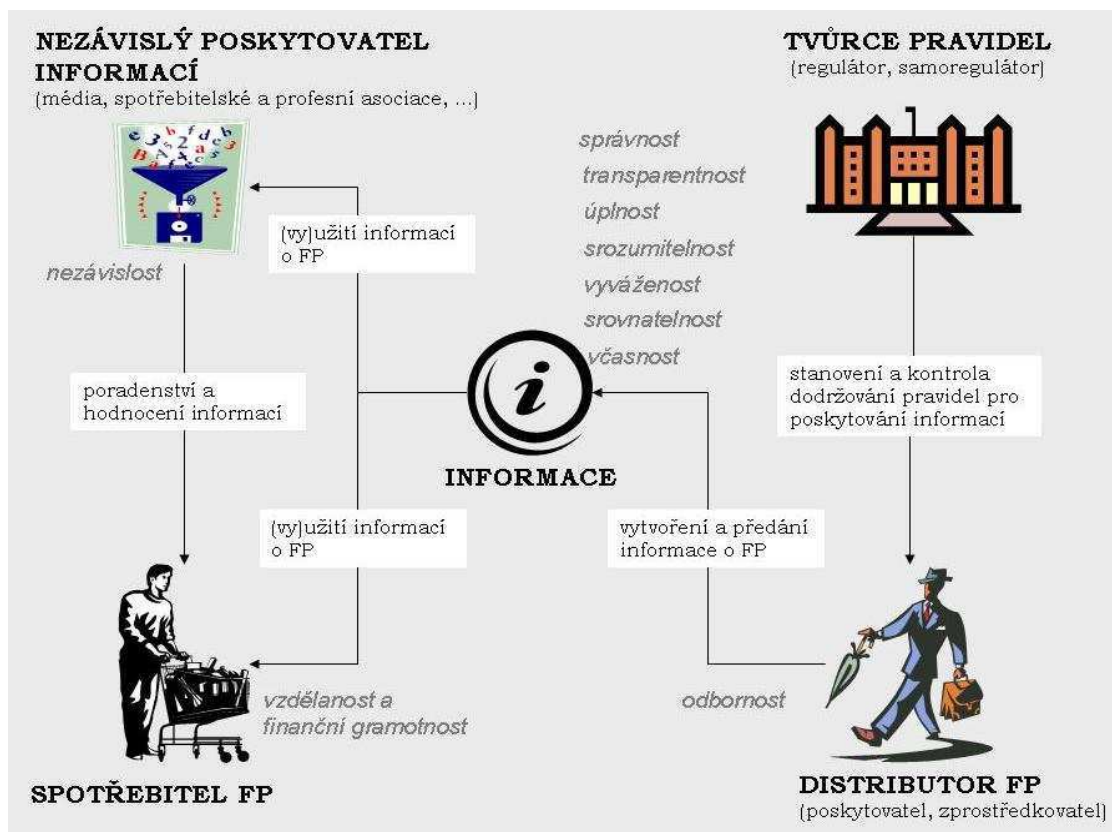 NEZÁVISLÝ POSKYTOVATEL
INFORMACÍ
(média, spotřebitelské a profesní asociace, ...)
TVŮRCE PRAVIDEL
(regulátor, samoregulátor)
správnost
transparentnost
úplnost
srozumitelnost
vyváženost
srovnatelnost
včasnost
(vy)užití informací
o FP
nezávislost
poradenství a
hodnocení informací
stanovení a kontrola
dodržování pravidel pro
poskytování informací
i
INFORMACE
(vy)užití informací
o FP
vytvoření a předání
informace o FP
vzdělanost a
finanční gramotnost
odbornost
SPOTŘEBITEL FP
DISTRIBUTOR FP
(poskytovatel, zprostředkovatel)